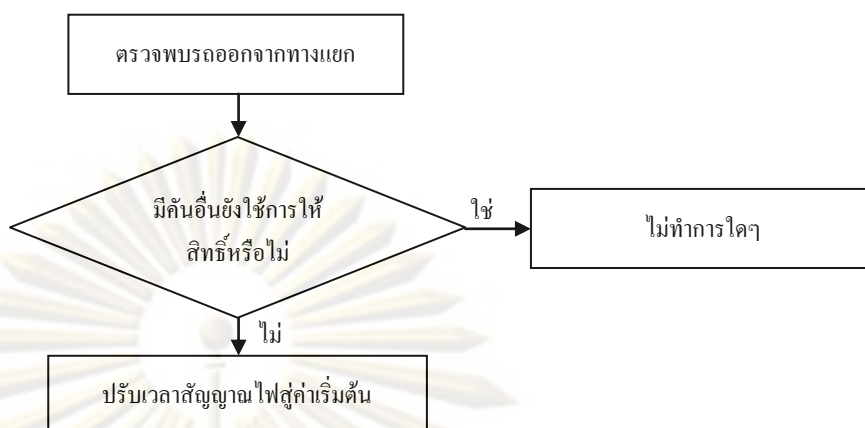 ตรวจพบรถออกจากทางแยก
มีคันอื่นยังใช้การให้
สิทธิ์หรือไม่
ใช่
ไม่ทำการใดๆ
ไม่
ปรับเวลาสัญญาณไฟสู่ค่าเริ่มต้น